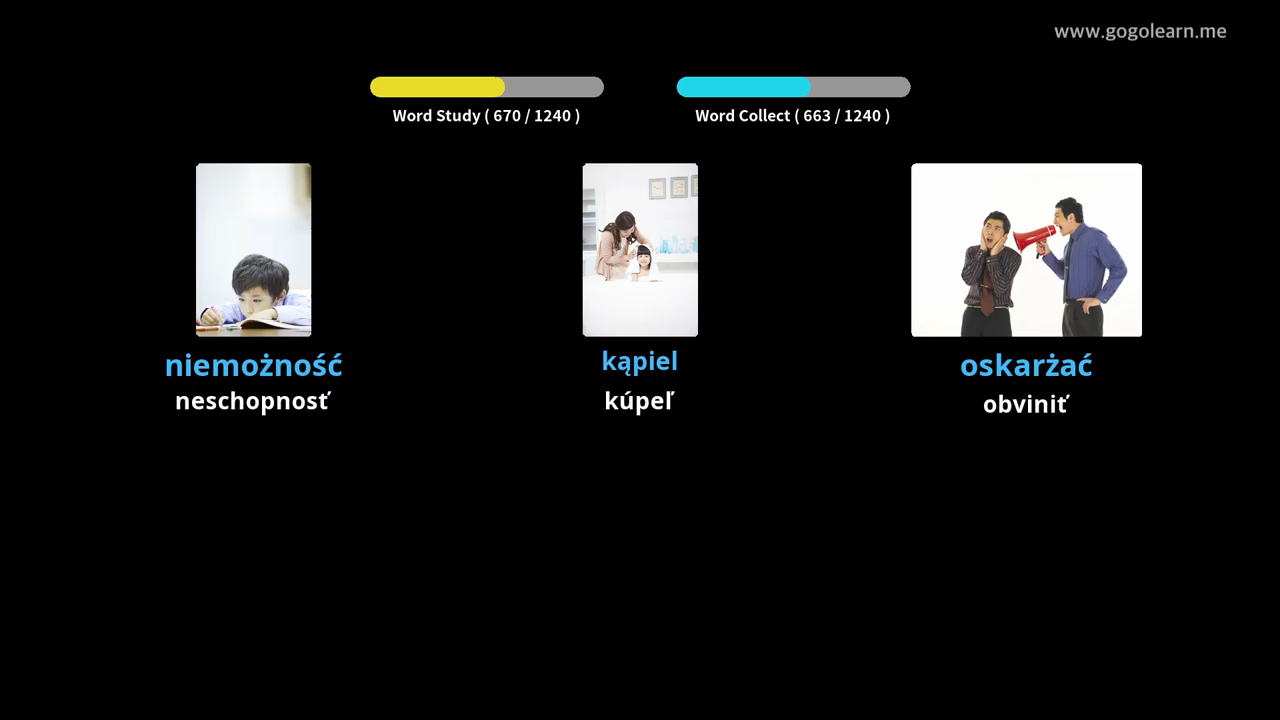 www.gogolearn.me
Word Study ( 670 / 1240 )
Word Collect ( 663 / 1240 )
niemożność
neschopnosť
kąpiel
kúpeľ
oskarżać
obviniť